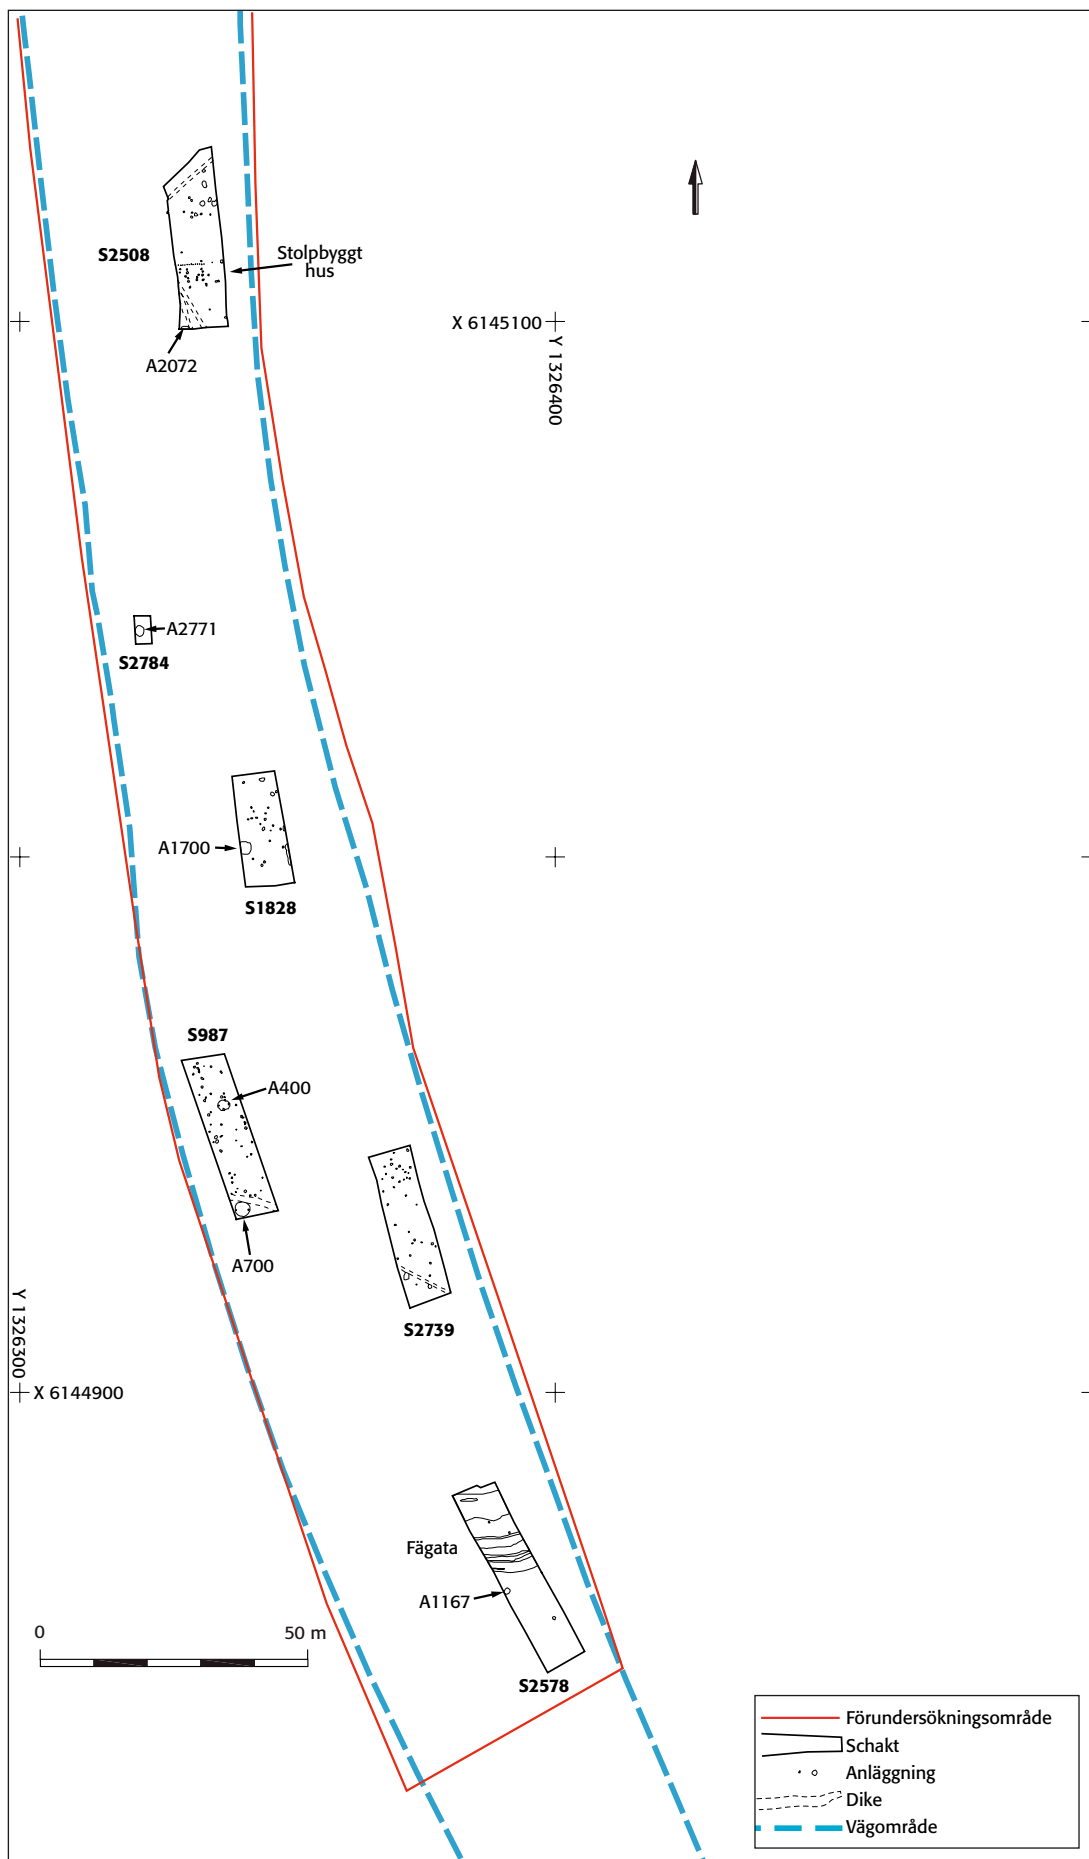 S2508
Stolpbyggt
hus
X 6145100
Y 1326400
A2072
A2771
S2784
A1700
S1828
S987
A400
A700
S2739
Y 1326300
X 6144900
Fägata
A1167
0
50 m
S2578
Förundersökningsområde
Schakt
Anläggning
Dike
Vägområde